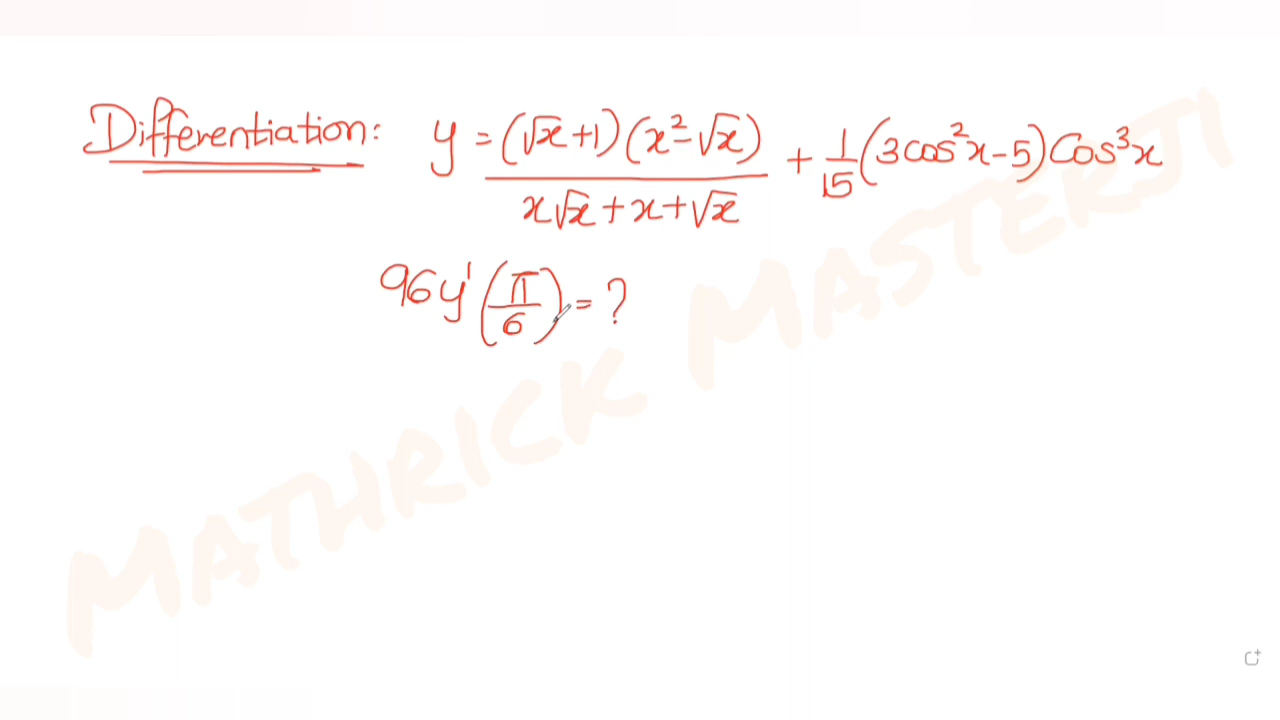 Differentiation: y = (√x+1)(x²-√x) / x√x+x+√x + 1/15 (3cos²x-5)Cos³x
96y'(π/6) = ?
MATHRICK MASTERJI